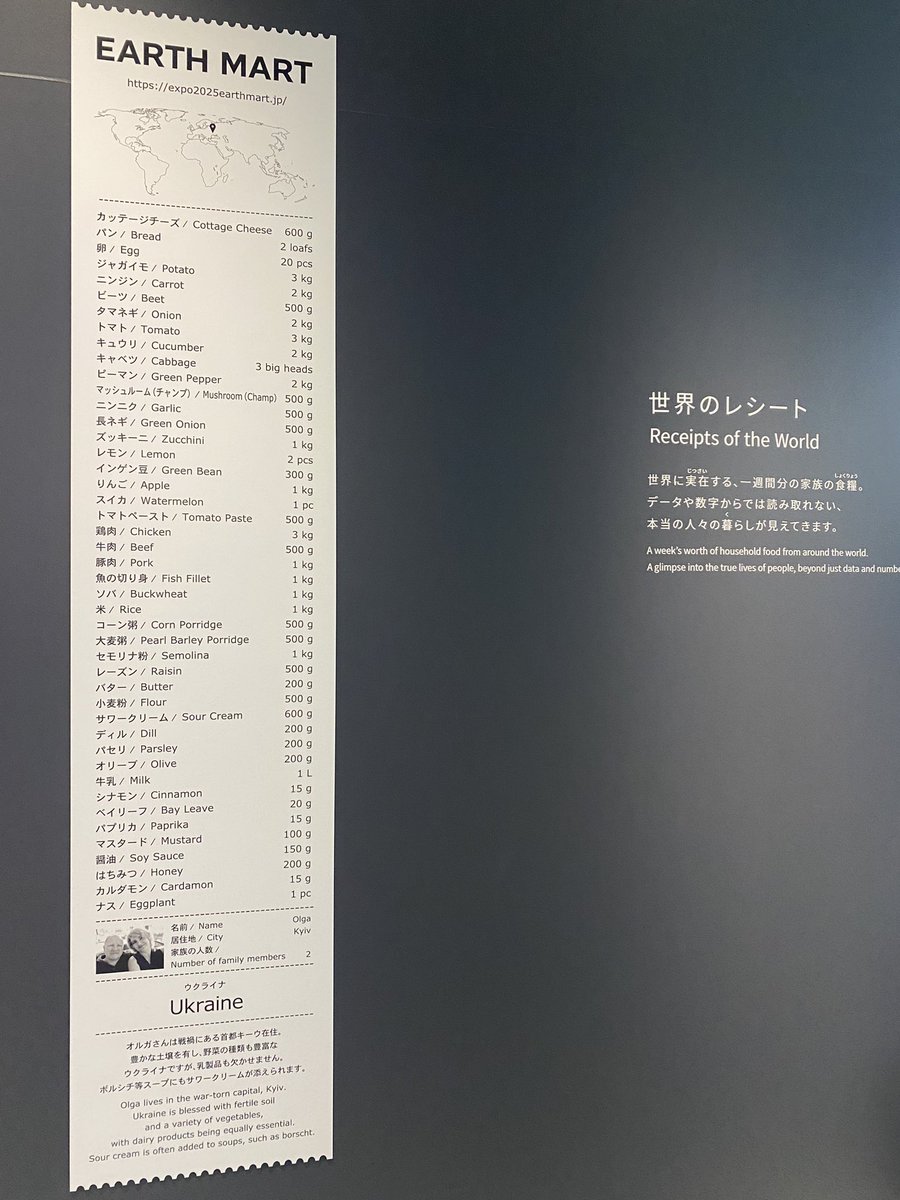 EARTH MART
https://expo2025earthmart.jp/
カッテージチーズ / Cottage Cheese 600 g
パン / Bread 2 loafs
卵 / Egg 20 pcs
ジャガイモ / Potato 3 kg
ニンジン / Carrot 2 kg
ビーツ / Beet 500 g
タマネギ / Onion 2 kg
トマト / Tomato 3 kg
キュウリ / Cucumber 2 kg
キャベツ / Cabbage 3 big heads
ピーマン / Green Pepper 2 kg
マッシュルーム(チャンプ) / Mushroom (Champ) 500 g
ニンニク / Garlic 500 g
長ネギ / Green Onion 500 g
ズッキーニ / Zucchini 1 kg
レモン / Lemon 2 pcs
インゲン豆 / Green Bean 300 g
りんご / Apple 1 kg
スイカ / Watermelon 1 pc
トマトペースト / Tomato Paste 500 g
鶏肉 / Chicken 3 kg
牛肉 / Beef 500 g
豚肉 / Pork 1 kg
魚の切り身 / Fish Fillet 1 kg
ソバ / Buckwheat 1 kg
米 / Rice 1 kg
コーン粥 / Corn Porridge 500 g
大麦粥 / Pearl Barley Porridge 500 g
セモリナ粉 / Semolina 1 kg
レーズン / Raisin 500 g
バター / Butter 200 g
小麦粉 / Flour 500 g
サワークリーム / Sour Cream 600 g
ディル / Dill 200 g
パセリ / Parsley 200 g
オリーブ / Olive 200 g
牛乳 / Milk 1 L
シナモン / Cinnamon 15 g
ベイリーフ / Bay Leave 20 g
パプリカ / Paprika 15 g
マスタード / Mustard 100 g
醤油 / Soy Sauce 150 g
はちみつ / Honey 200 g
カルダモン / Cardamon 15 g
ナス / Eggplant 1 pc
名前 / Name Olga
居住地 / City Kyiv
家族の人数 /
Number of family members 2
ウクライナ
Ukraine
オルガさんは戦禍にある首都キーウ在住。
豊かな土壌を有し、野菜の種類も豊富な
ウクライナですが、乳製品も欠かせません。
ボルシチ等スープにもサワークリームが添えられます。
Olga lives in the war-torn capital, Kyiv.
Ukraine is blessed with fertile soil
and a variety of vegetables,
with dairy products being equally essential.
Sour cream is often added to soups, such as borscht.
世界のレシート
Receipts of the World
世界に実在する、一週間分の家族の食糧。
データや数字からでは読み取れない、
本当の人々の暮らしが見えてきます。
A week's worth of household food from around the world.
A glimpse into the true lives of people, beyond just data and numbe